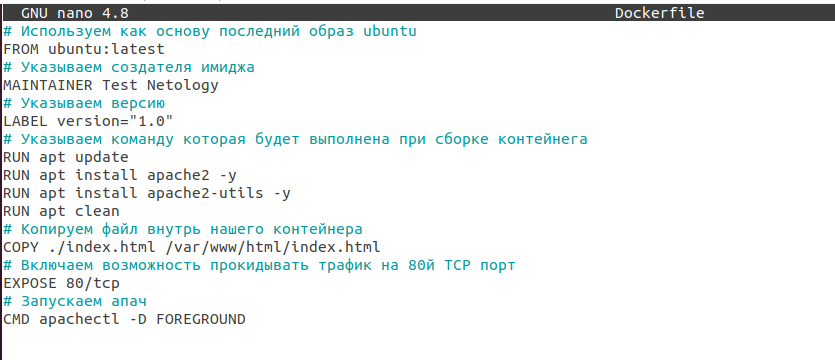 GNU nano 4.8 Dockerfile
# Используем как основу последний образ ubuntu
FROM ubuntu:latest
# Указываем создателя имиджа
MAINTAINER Test Netology
# Указываем версию
LABEL version="1.0"
# Указываем команду которая будет выполнена при сборке контейнега
RUN apt update
RUN apt install apache2 -y
RUN apt install apache2-utils -y
RUN apt clean
# Копируем файл внутрь нашего контейнера
COPY ./index.html /var/www/html/index.html
# Включаем возможность прокидывать трафик на 80й TCP порт
EXPOSE 80/tcp
# Запускаем апач
CMD apachectl -D FOREGROUND